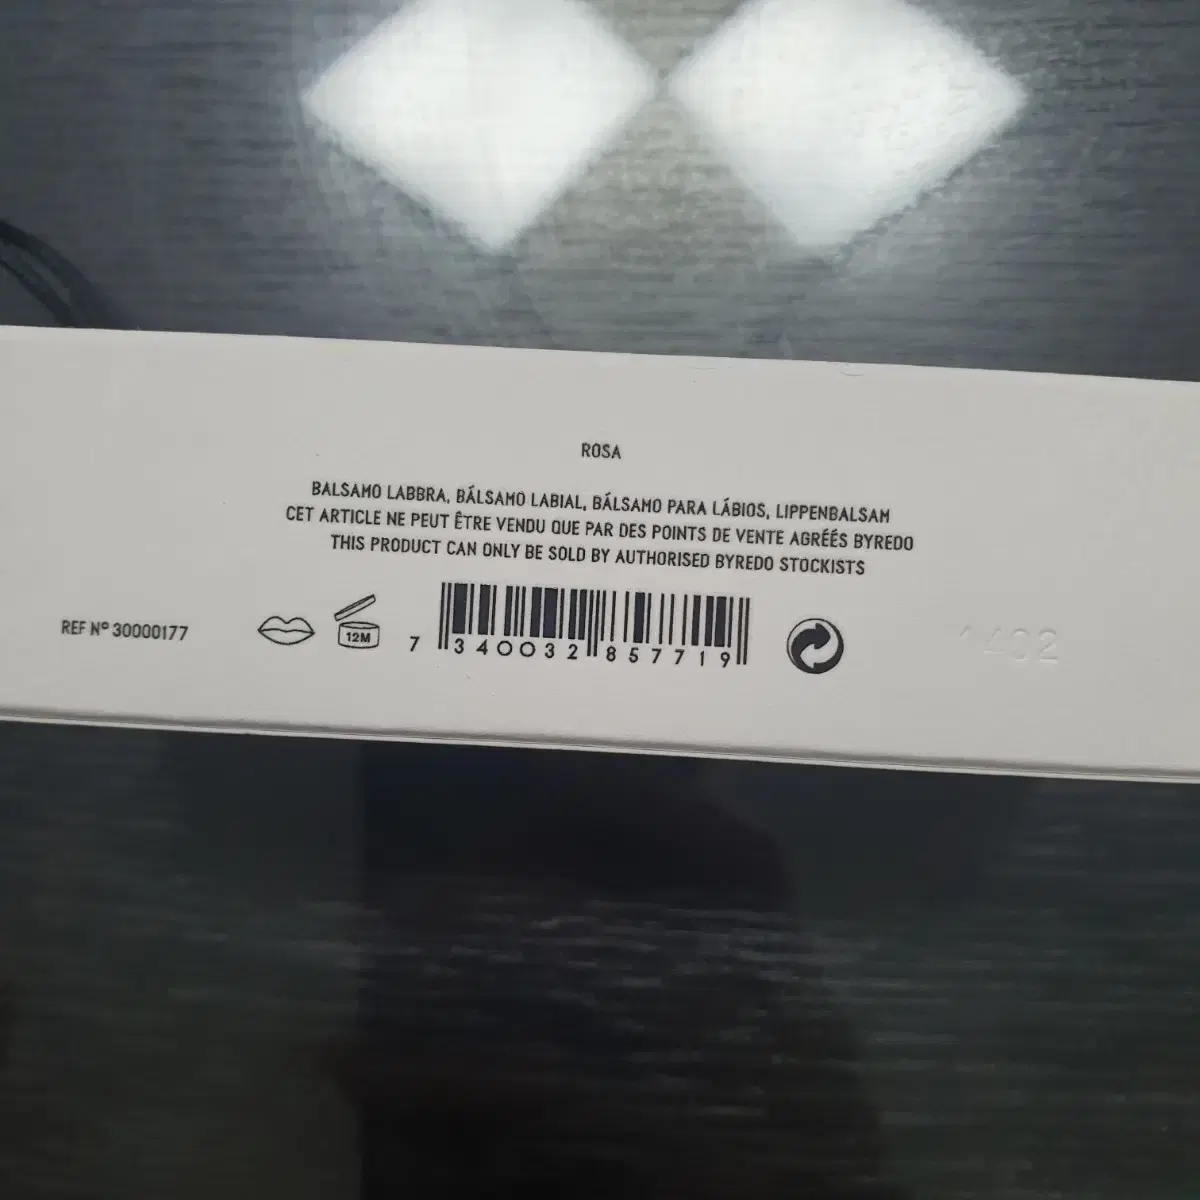 ROSA
BALSAMO LABBRA, BÁLSAMO LABIAL, BÁLSAMO PARA LÁBIOS, LIPPENBALSAM
CET ARTICLE NE PEUT ÊTRE VENDU QUE PAR DES POINTS DE VENTE AGRÉÉS BYREDO
THIS PRODUCT CAN ONLY BE SOLD BY AUTHORISED BYREDO STOCKISTS
REF Nº 30000177
12M
7 340032 857719